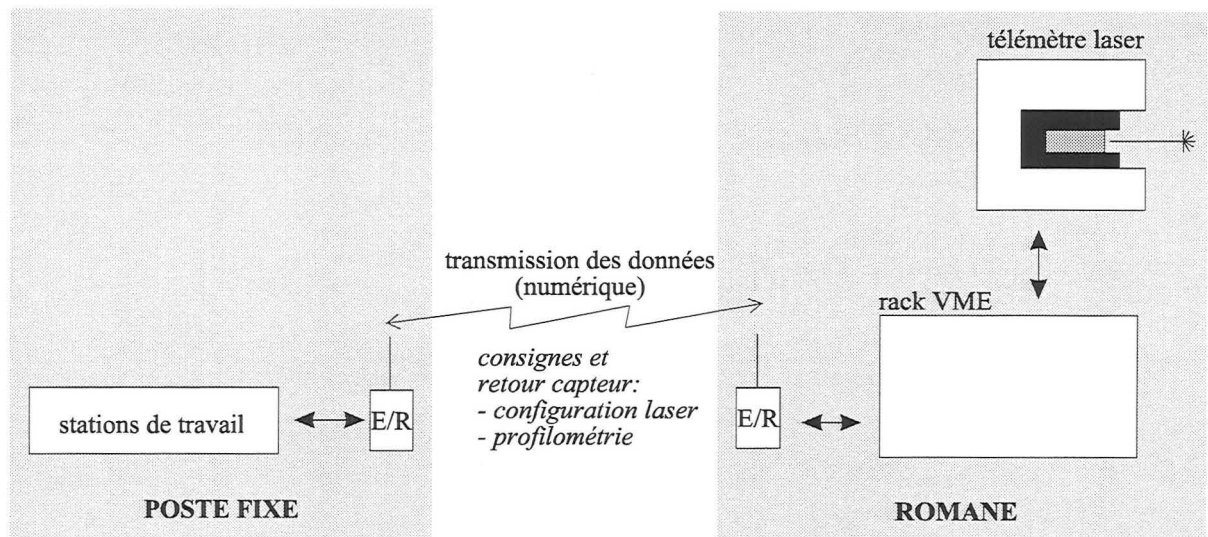 télémètre laser
transmission des données
(numérique)
rack VME
consignes et
retour capteur:
- configuration laser
- profilométrie
stations de travail
E/R
E/R
POSTE FIXE
ROMANE